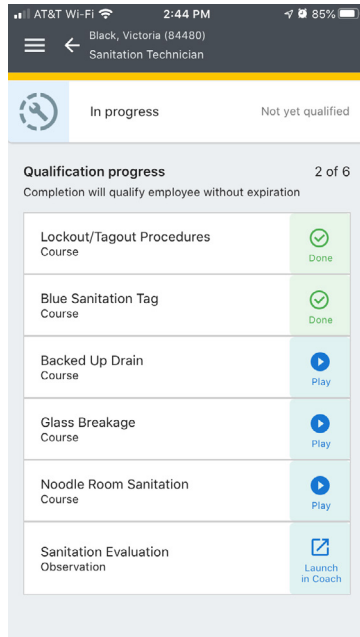 AT&T Wi-Fi 2:44 PM 85%
Black, Victoria (84480)
Sanitation Technician
In progress Not yet qualified
Qualification progress 2 of 6
Completion will qualify employee without expiration
Lockout/Tagout Procedures
Course
Done
Blue Sanitation Tag
Course
Done
Backed Up Drain
Course
Play
Glass Breakage
Course
Play
Noodle Room Sanitation
Course
Play
Sanitation Evaluation
Observation
Launch
in Coach